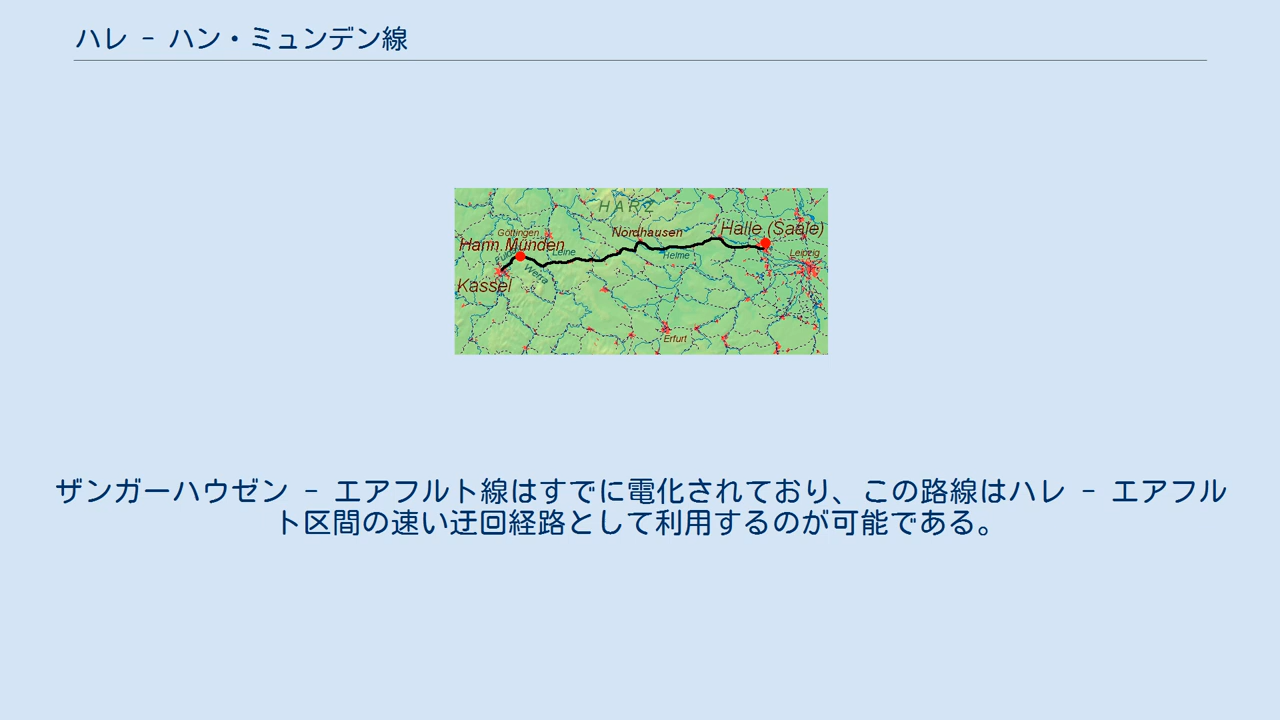 ハレ － ハン・ミュンデン線
HARZ
Göttingen
Nordhausen
Halle (Saale)
Hann. Münden
Leine
Helme
Leipzig
Kassel
Erfurt
ザンガーハウゼン － エアフルト線はすでに電化されており、この路線はハレ － エアフル
ト区間の速い迂回経路として利用するのが可能である。